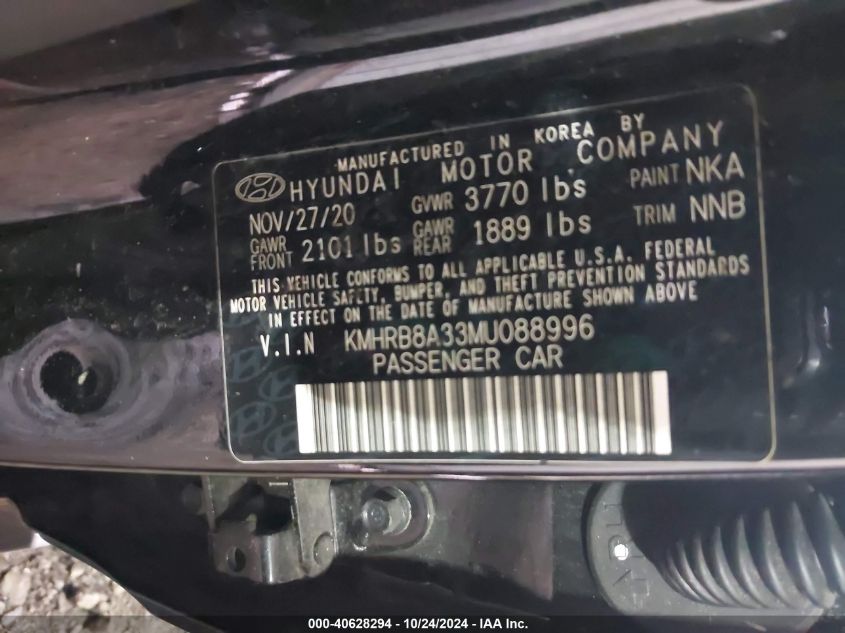 MANUFACTURED IN KOREA BY
HYUNDAI MOTOR COMPANY
NOV/27/20 GVWR 3770 lbs PAINT NKA
GAWR FRONT 2101 lbs GAWR REAR 1889 lbs TRIM NNB
THIS VEHICLE CONFORMS TO ALL APPLICABLE U.S.A. FEDERAL
MOTOR VEHICLE SAFETY, BUMPER, AND THEFT PREVENTION STANDARDS
IN EFFECT ON THE DATE OF MANUFACTURE SHOWN ABOVE
V.I.N KMHRB8A33MU088996
PASSENGER CAR
000-40628294 - 10/24/2024 - IAA Inc.